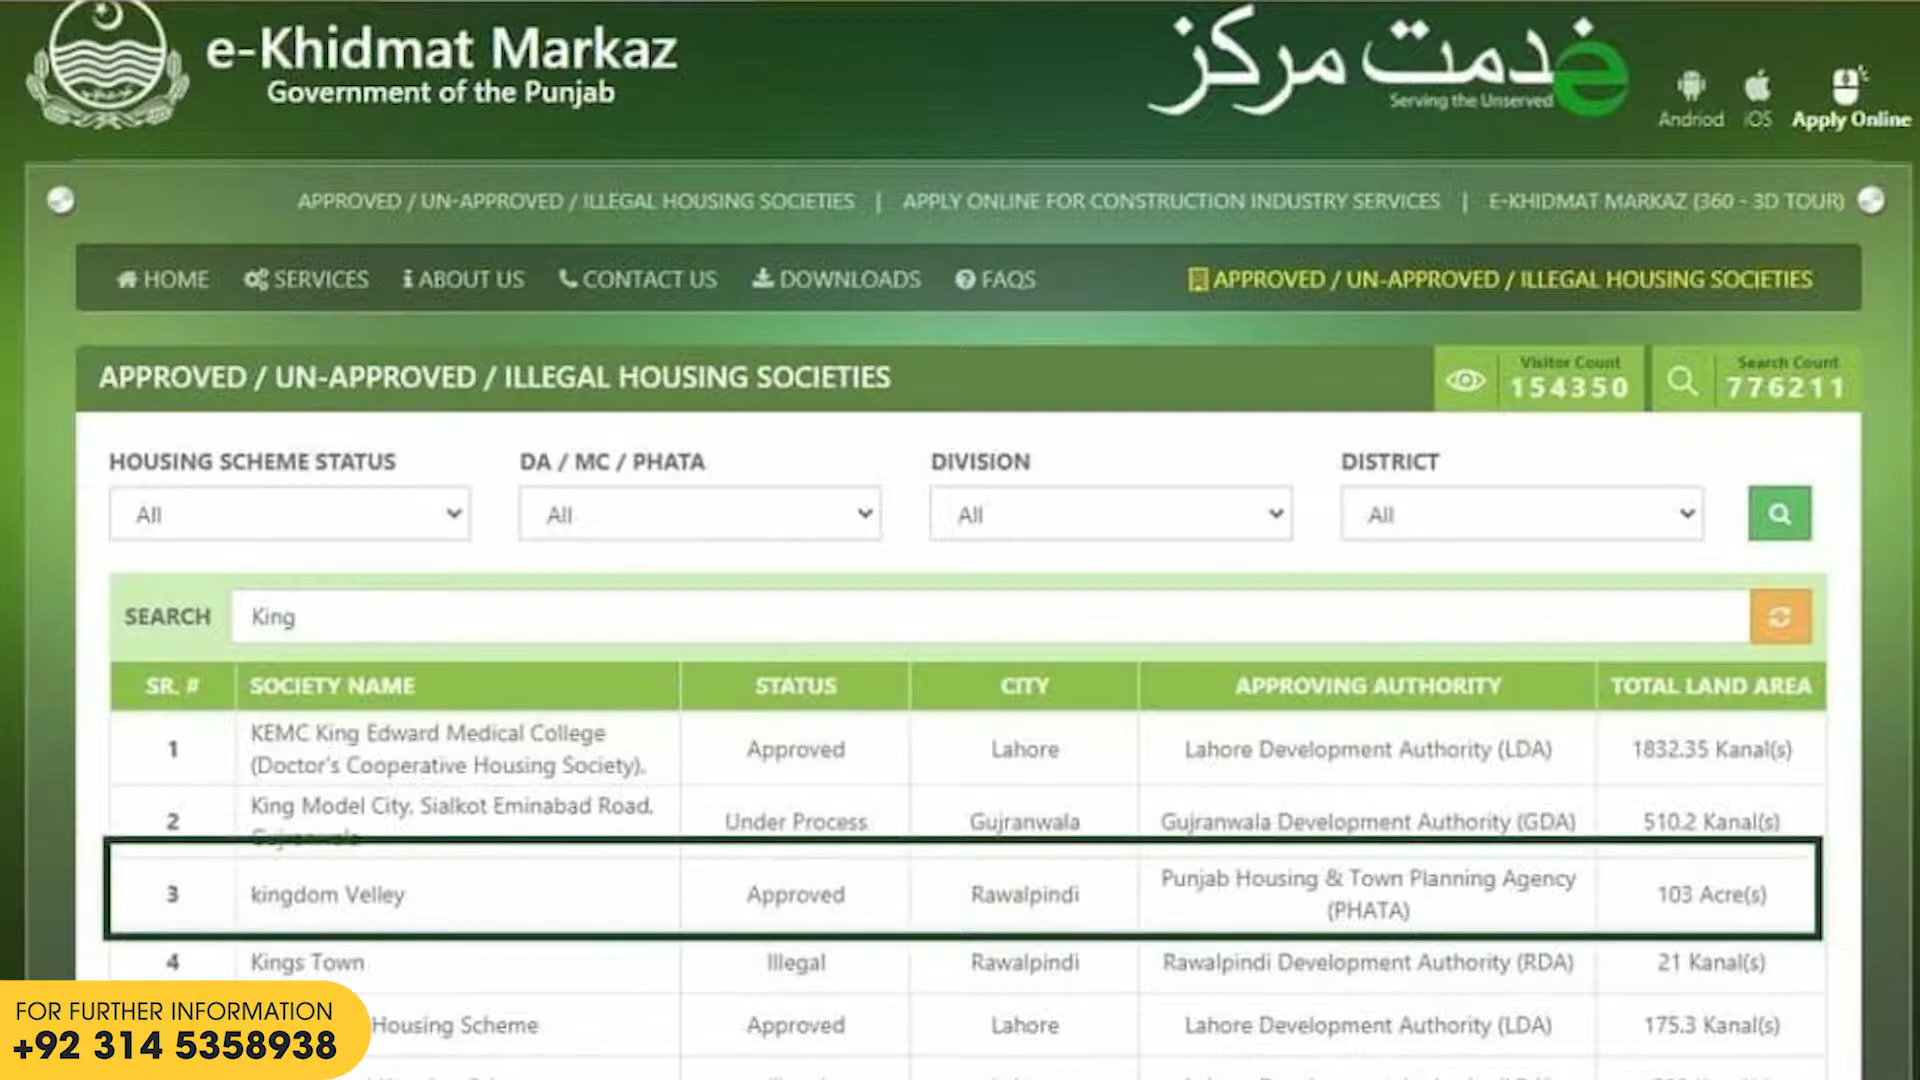 e-Khidmat Markaz
Government of the Punjab
خدمت مرکز
Serving the Unserved
Andriod
iOS
Apply Online
APPROVED / UN-APPROVED / ILLEGAL HOUSING SOCIETIES | APPLY ONLINE FOR CONSTRUCTION INDUSTRY SERVICES | E-KHIDMAT MARKAZ (360 - 3D TOUR)
HOME SERVICES ABOUT US CONTACT US DOWNLOADS FAQS APPROVED / UN-APPROVED / ILLEGAL HOUSING SOCIETIES
APPROVED / UN-APPROVED / ILLEGAL HOUSING SOCIETIES
Visitor Count
154350
Search Count
776211
HOUSING SCHEME STATUS DA / MC / PHATA DIVISION DISTRICT
All All All All
SEARCH King
SR. # SOCIETY NAME STATUS CITY APPROVING AUTHORITY TOTAL LAND AREA
1 KEMC King Edward Medical College
(Doctor's Cooperative Housing Society). Approved Lahore Lahore Development Authority (LDA) 1832.35 Kanal(s)
2 King Model City, Sialkot Eminabad Road,
Gujranwala Under Process Gujranwala Gujranwala Development Authority (GDA) 510.2 Kanal(s)
3 kingdom Velley Approved Rawalpindi Punjab Housing & Town Planning Agency
(PHATA) 103 Acre(s)
4 Kings Town Illegal Rawalpindi Rawalpindi Development Authority (RDA) 21 Kanal(s)
Housing Scheme Approved Lahore Lahore Development Authority (LDA) 175.3 Kanal(s)
FOR FURTHER INFORMATION
+92 314 5358938